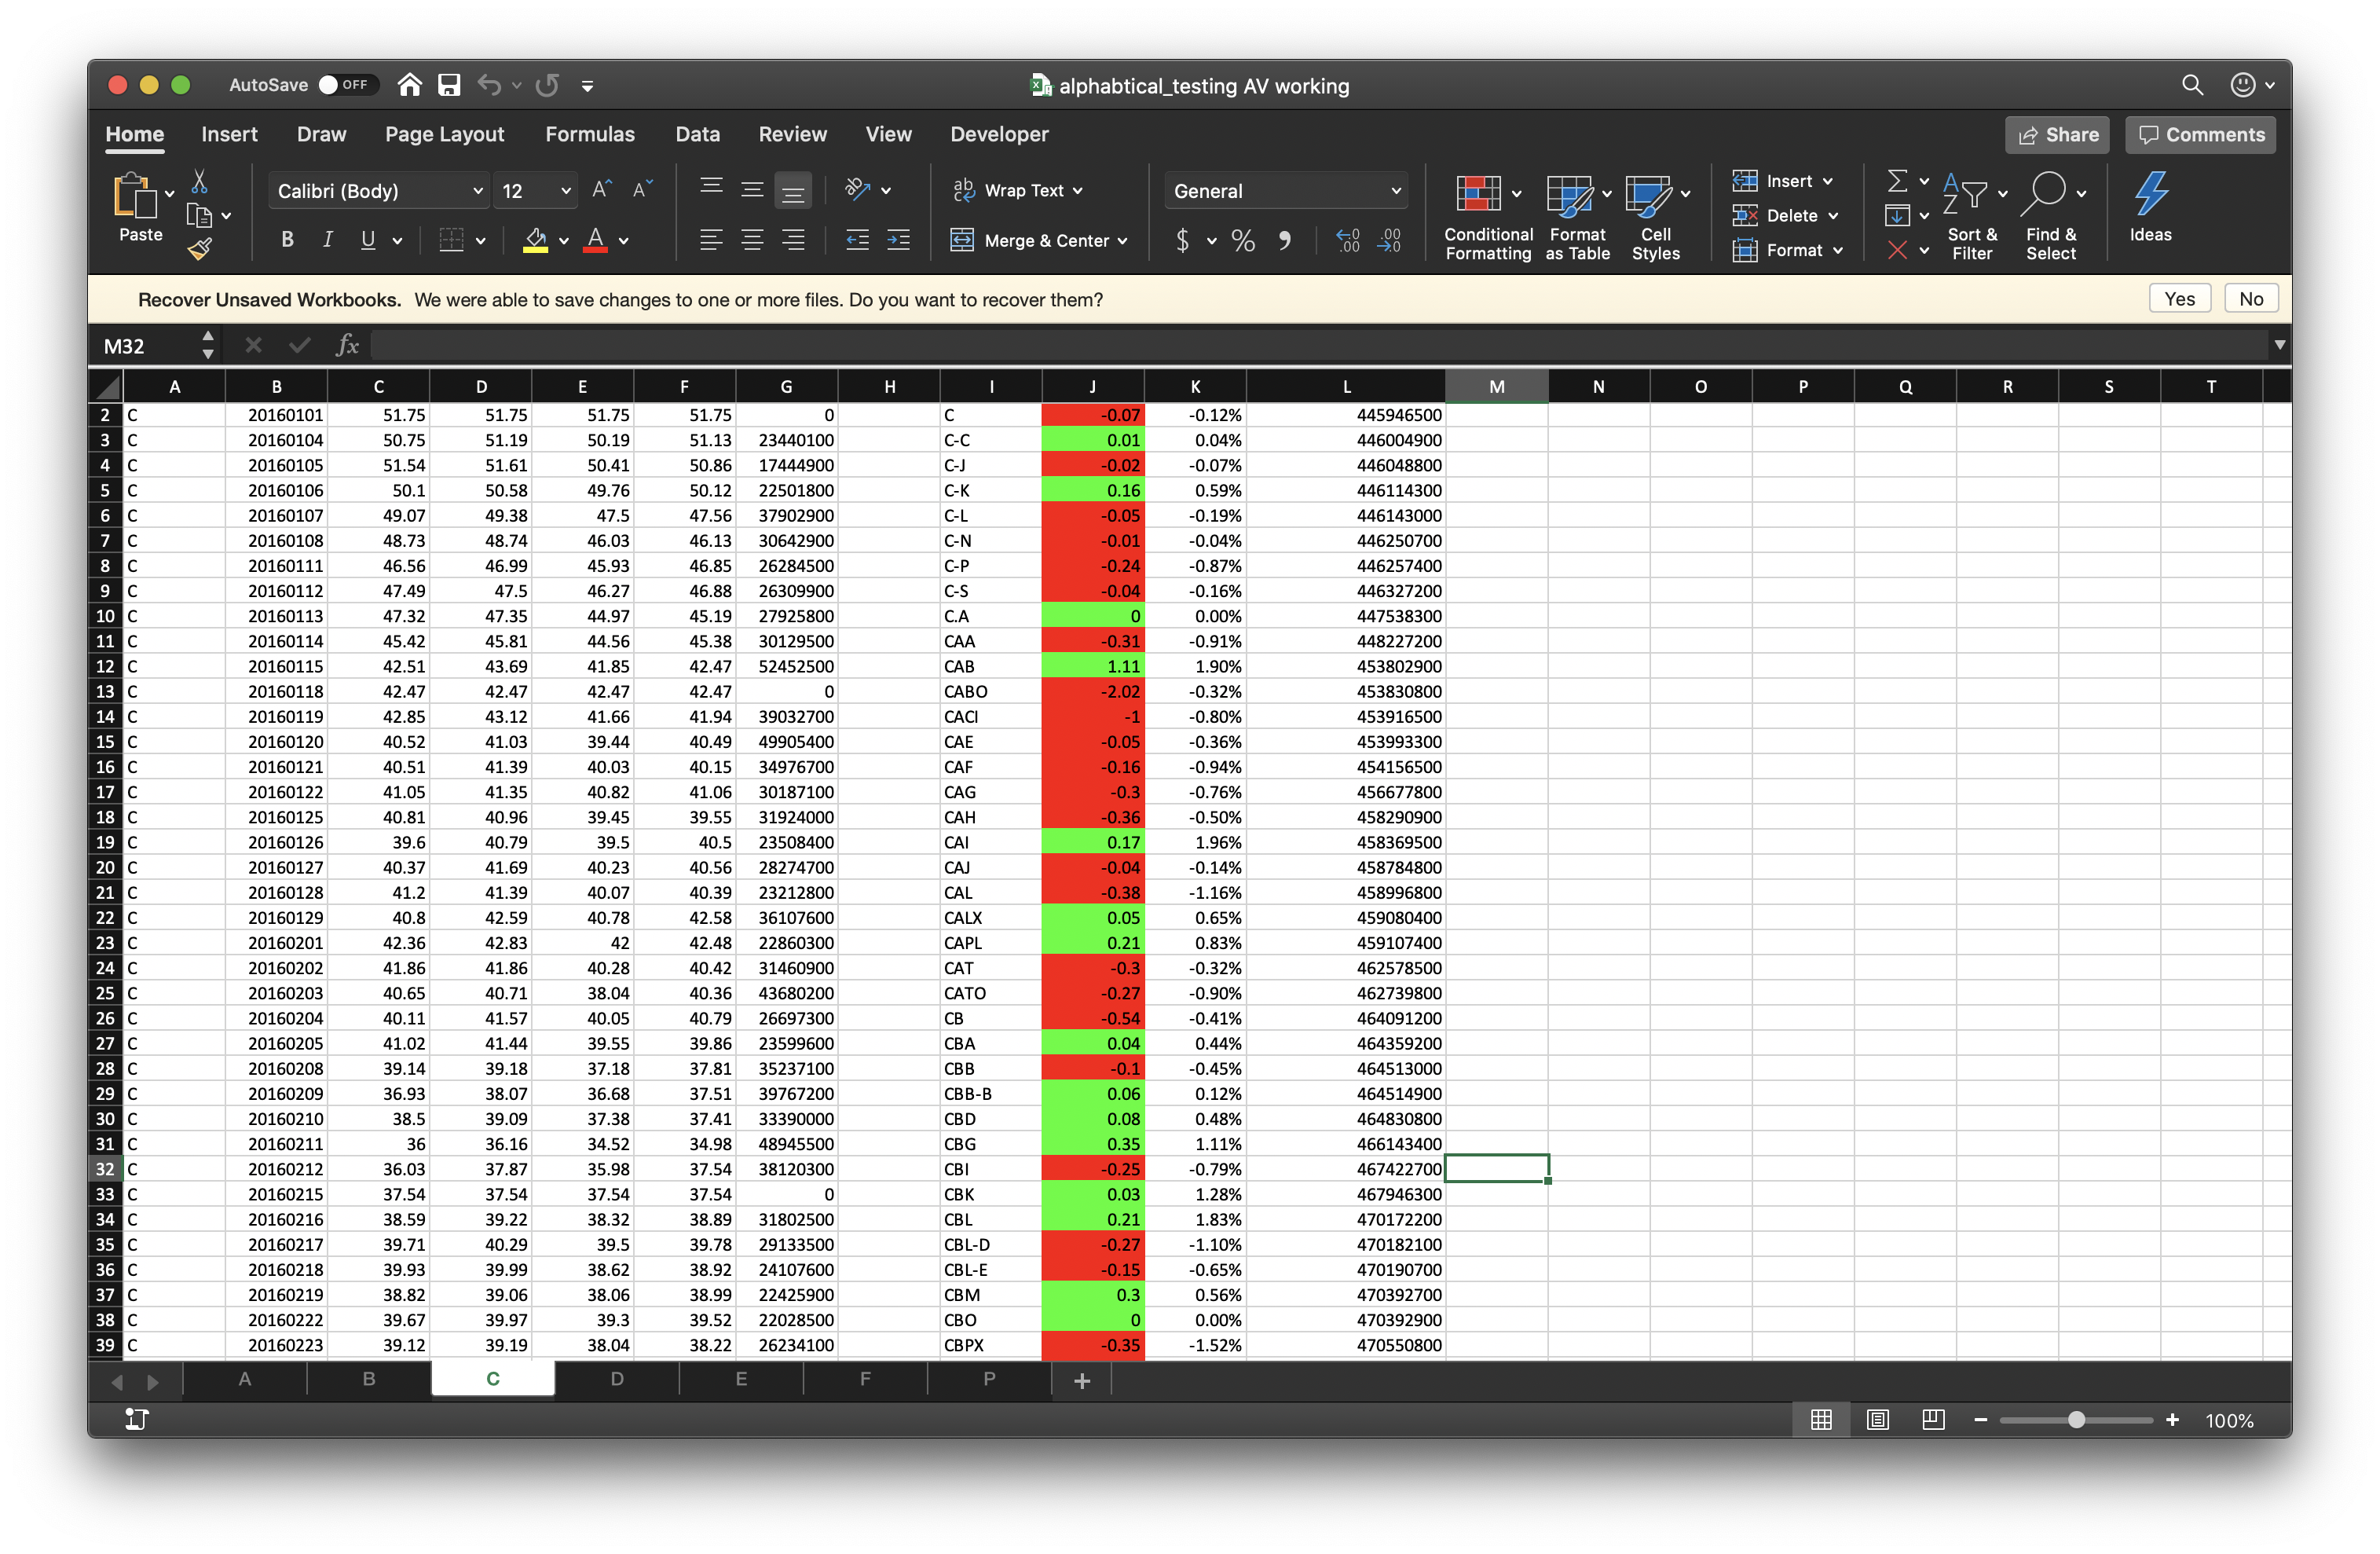 AutoSave OFF alphabtical_testing AV working
Home Insert Draw Page Layout Formulas Data Review View Developer Share Comments
Paste Calibri (Body) 12 Wrap Text General Insert
B I U Merge & Center $ % Conditional Formatting Format as Table Cell Styles Delete Format Sort & Filter Find & Select Ideas
Recover Unsaved Workbooks. We were able to save changes to one or more files. Do you want to recover them? Yes No
M32 fx
A B C D E F G H I J K L M N O P Q R S T
2 C 20160101 51.75 51.75 51.75 51.75 0 C -0.07 -0.12% 445946500
3 C 20160104 50.75 51.19 50.19 51.13 23440100 C-C 0.01 0.04% 446004900
4 C 20160105 51.54 51.61 50.41 50.86 17444900 C-J -0.02 -0.07% 446048800
5 C 20160106 50.1 50.58 49.76 50.12 22501800 C-K 0.16 0.59% 446114300
6 C 20160107 49.07 49.38 47.5 47.56 37902900 C-L -0.05 -0.19% 446143000
7 C 20160108 48.73 48.74 46.03 46.13 30642900 C-N -0.01 -0.04% 446250700
8 C 20160111 46.56 46.99 45.93 46.85 26284500 C-P -0.24 -0.87% 446257400
9 C 20160112 47.49 47.5 46.27 46.88 26309900 C-S -0.04 -0.16% 446327200
10 C 20160113 47.32 47.35 44.97 45.19 27925800 C.A 0 0.00% 447538300
11 C 20160114 45.42 45.81 44.56 45.38 30129500 CAA -0.31 -0.91% 448227200
12 C 20160115 42.51 43.69 41.85 42.47 52452500 CAB 1.11 1.90% 453802900
13 C 20160118 42.47 42.47 42.47 42.47 0 CABO -2.02 -0.32% 453830800
14 C 20160119 42.85 43.12 41.66 41.94 39032700 CACI -1 -0.80% 453916500
15 C 20160120 40.52 41.03 39.44 40.49 49905400 CAE -0.05 -0.36% 453993300
16 C 20160121 40.51 41.39 40.03 40.15 34976700 CAF -0.16 -0.94% 454156500
17 C 20160122 41.05 41.35 40.82 41.06 30187100 CAG -0.3 -0.76% 456677800
18 C 20160125 40.81 40.96 39.45 39.55 31924000 CAH -0.36 -0.50% 458290900
19 C 20160126 39.6 40.79 39.5 40.5 23508400 CAI 0.17 1.96% 458369500
20 C 20160127 40.37 41.69 40.23 40.56 28274700 CAJ -0.04 -0.14% 458784800
21 C 20160128 41.2 41.39 40.07 40.39 23212800 CAL -0.38 -1.16% 458996800
22 C 20160129 40.8 42.59 40.78 42.58 36107600 CALX 0.05 0.65% 459080400
23 C 20160201 42.36 42.83 42 42.48 22860300 CAPL 0.21 0.83% 459107400
24 C 20160202 41.86 41.86 40.28 40.42 31460900 CAT -0.3 -0.32% 462578500
25 C 20160203 40.65 40.71 38.04 40.36 43680200 CATO -0.27 -0.90% 462739800
26 C 20160204 40.11 41.57 40.05 40.79 26697300 CB -0.54 -0.41% 464091200
27 C 20160205 41.02 41.44 39.55 39.86 23599600 CBA 0.04 0.44% 464359200
28 C 20160208 39.14 39.18 37.18 37.81 35237100 CBB -0.1 -0.45% 464513000
29 C 20160209 36.93 38.07 36.68 37.51 39767200 CBB-B 0.06 0.12% 464514900
30 C 20160210 38.5 39.09 37.38 37.41 33390000 CBD 0.08 0.48% 464830800
31 C 20160211 36 36.16 34.52 34.98 48945500 CBG 0.35 1.11% 466143400
32 C 20160212 36.03 37.87 35.98 37.54 38120300 CBI -0.25 -0.79% 467422700
33 C 20160215 37.54 37.54 37.54 37.54 0 CBK 0.03 1.28% 467946300
34 C 20160216 38.59 39.22 38.32 38.89 31802500 CBL 0.21 1.83% 470172200
35 C 20160217 39.71 40.29 39.5 39.78 29133500 CBL-D -0.27 -1.10% 470182100
36 C 20160218 39.93 39.99 38.62 38.92 24107600 CBL-E -0.15 -0.65% 470190700
37 C 20160219 38.82 39.06 38.06 38.99 22425900 CBM 0.3 0.56% 470392700
38 C 20160222 39.67 39.97 39.3 39.52 22028500 CBO 0 0.00% 470392900
39 C 20160223 39.12 39.19 38.04 38.22 26234100 CBPX -0.35 -1.52% 470550800
A B C D E F P +
100%